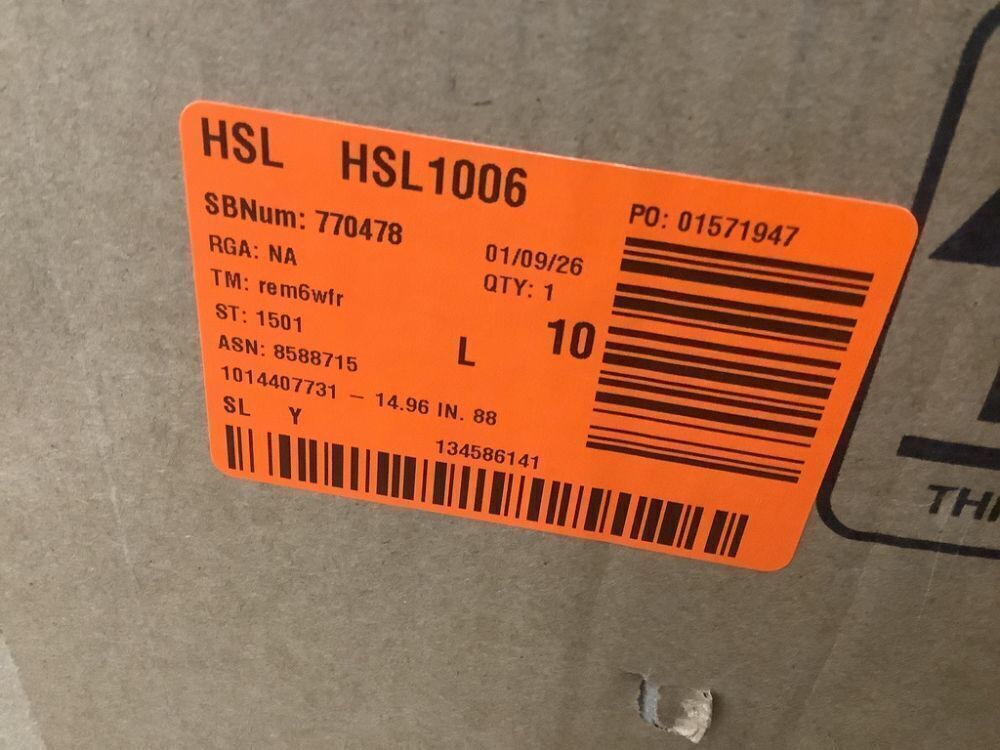 HSL HSL1006
SBNum: 770478
PO: 01571947
RGA: NA
01/09/26
TM: rem6wfr
QTY: 1
ST: 1501
L 10
ASN: 8588715
1014407731 – 14.96 IN. 88
SL Y
134586141